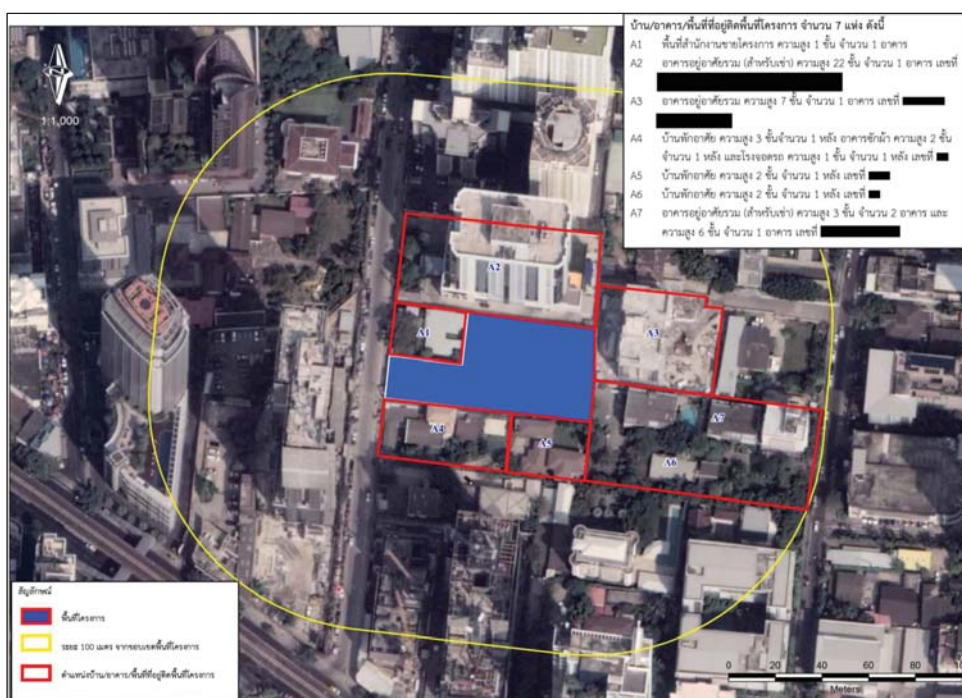 บ้าน/อาคาร/พื้นที่ที่อยู่ติดพื้นที่โครงการ จำนวน 7 แห่ง ดังนี้
A1 พื้นที่สำนักงานขายโครงการ ความสูง 1 ชั้น จำนวน 1 อาคาร
A2 อาคารอยู่อาศัยรวม (สำหรับเช่า) ความสูง 22 ชั้น จำนวน 1 อาคาร เลขที่
A3 อาคารอยู่อาศัยรวม ความสูง 7 ชั้น จำนวน 1 อาคาร เลขที่
A4 บ้านพักอาศัย ความสูง 3 ชั้นจำนวน 1 หลัง อาคารซักผ้า ความสูง 2 ชั้น
จำนวน 1 หลัง และโรงจอดรถ ความสูง 1 ชั้น จำนวน 1 หลัง เลขที่
A5 บ้านพักอาศัย ความสูง 2 ชั้น จำนวน 1 หลัง เลขที่
A6 บ้านพักอาศัย ความสูง 2 ชั้น จำนวน 1 หลัง เลขที่
A7 อาคารอยู่อาศัยรวม (สำหรับเช่า) ความสูง 3 ชั้น จำนวน 2 อาคาร และ
ความสูง 6 ชั้น จำนวน 1 อาคาร เลขที่
1:1,000
A2
A1
A3
A4
A5
A7
A6
สัญลักษณ์
พื้นที่โครงการ
ระยะ 100 เมตร จากขอบเขตพื้นที่โครงการ
ตำแหน่งบ้าน/อาคาร/พื้นที่ที่อยู่ติดพื้นที่โครงการ
0 20 40 60 80 100
Meters